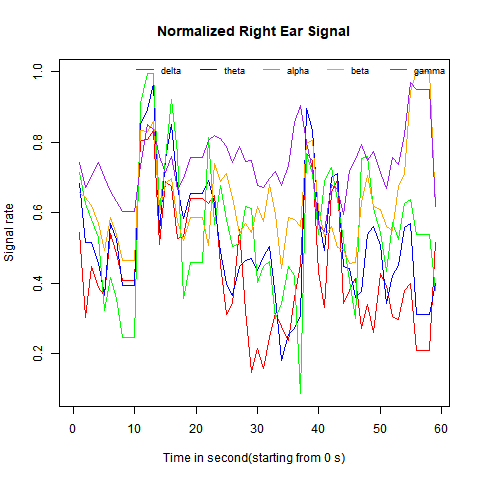 Normalized Right Ear Signal
delta theta alpha beta gamma
1.0
0.8
0.6
0.4
0.2
Signal rate
0 10 20 30 40 50 60
Time in second(starting from 0 s)